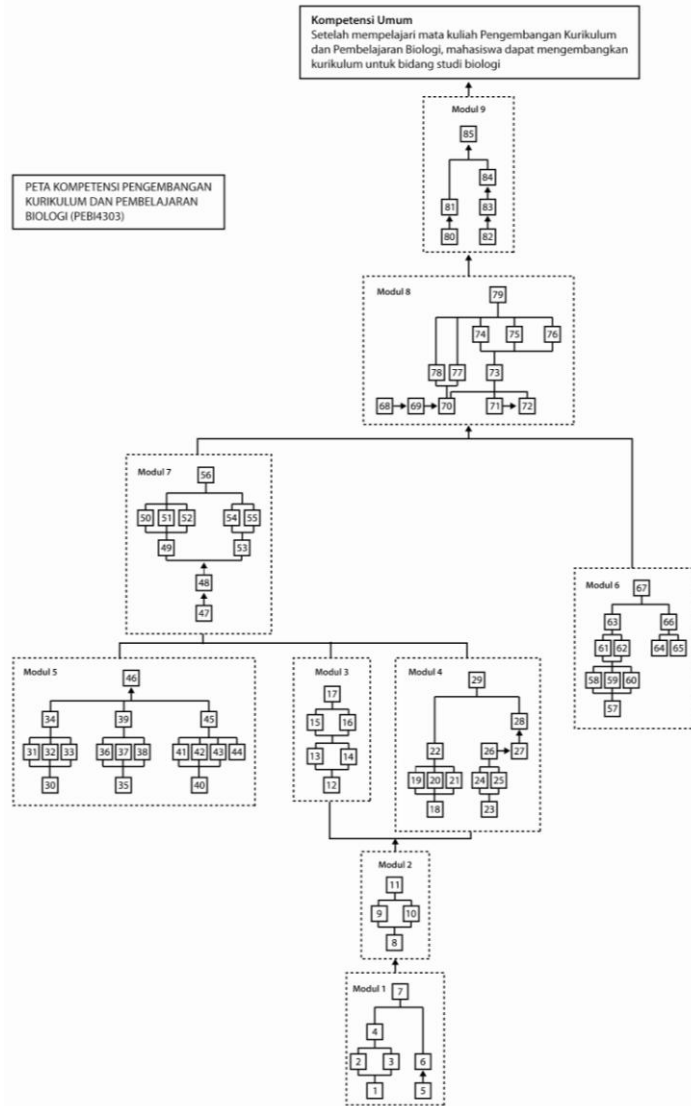 Kompetensi Umum
Setelah mempelajari mata kuliah Pengembangan Kurikulum
dan Pembelajaran Biologi, mahasiswa dapat mengembangkan
kurikulum untuk bidang studi biologi
Modul 9
85
84
81 83
80 82
PETA KOMPETENSI PENGEMBANGAN
KURIKULUM DAN PEMBELAJARAN
BIOLOGI (PEBI4303)
Modul 8
79
74 75 76
78 77 73
68 69 70 71 72
Modul 7
56
50 51 52 54 55
49 53
48
47
Modul 6
67
63 66
61 62 64 65
58 59 60
57
Modul 5
46
34 39 45
31 32 33 36 37 38 41 42 43 44
30 35 40
Modul 3
17
15 16
13 14
12
Modul 4
29
28
22 26 27
19 20 21 24 25
18 23
Modul 2
11
9 10
8
Modul 1
7
4
2 3 6
1 5